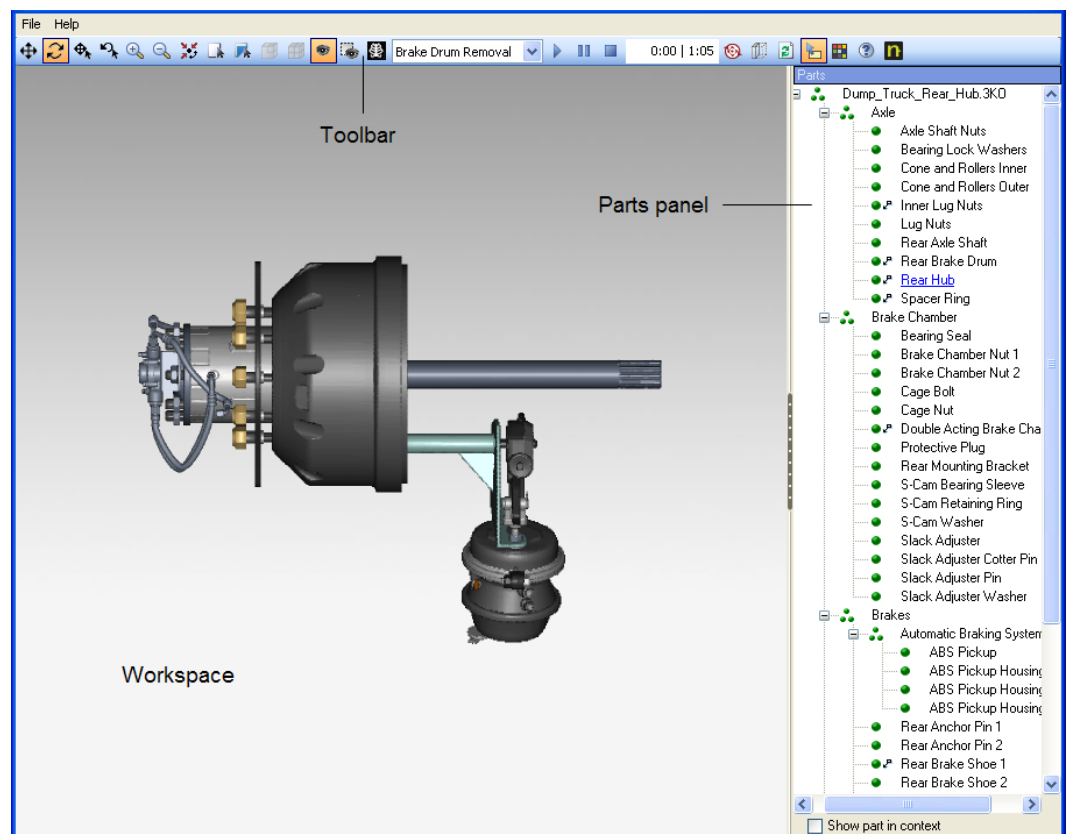 File Help
Brake Drum Removal 0:00 | 1:05 n
Toolbar
Parts
Dump_Truck_Rear_Hub.3KO
Axle
Axle Shaft Nuts
Bearing Lock Washers
Cone and Rollers Inner
Cone and Rollers Outer
Parts panel
Inner Lug Nuts
Lug Nuts
Rear Axle Shaft
Rear Brake Drum
Rear Hub
Spacer Ring
Brake Chamber
Bearing Seal
Brake Chamber Nut 1
Brake Chamber Nut 2
Cage Bolt
Cage Nut
Double Acting Brake Cha
Protective Plug
Rear Mounting Bracket
S-Cam Bearing Sleeve
S-Cam Retaining Ring
S-Cam Washer
Slack Adjuster
Slack Adjuster Cotter Pin
Slack Adjuster Pin
Slack Adjuster Washer
Brakes
Automatic Braking System
ABS Pickup
ABS Pickup Housing
ABS Pickup Housing
ABS Pickup Housing
Rear Anchor Pin 1
Rear Anchor Pin 2
Rear Brake Shoe 1
Rear Brake Shoe 2
Workspace
Show part in context